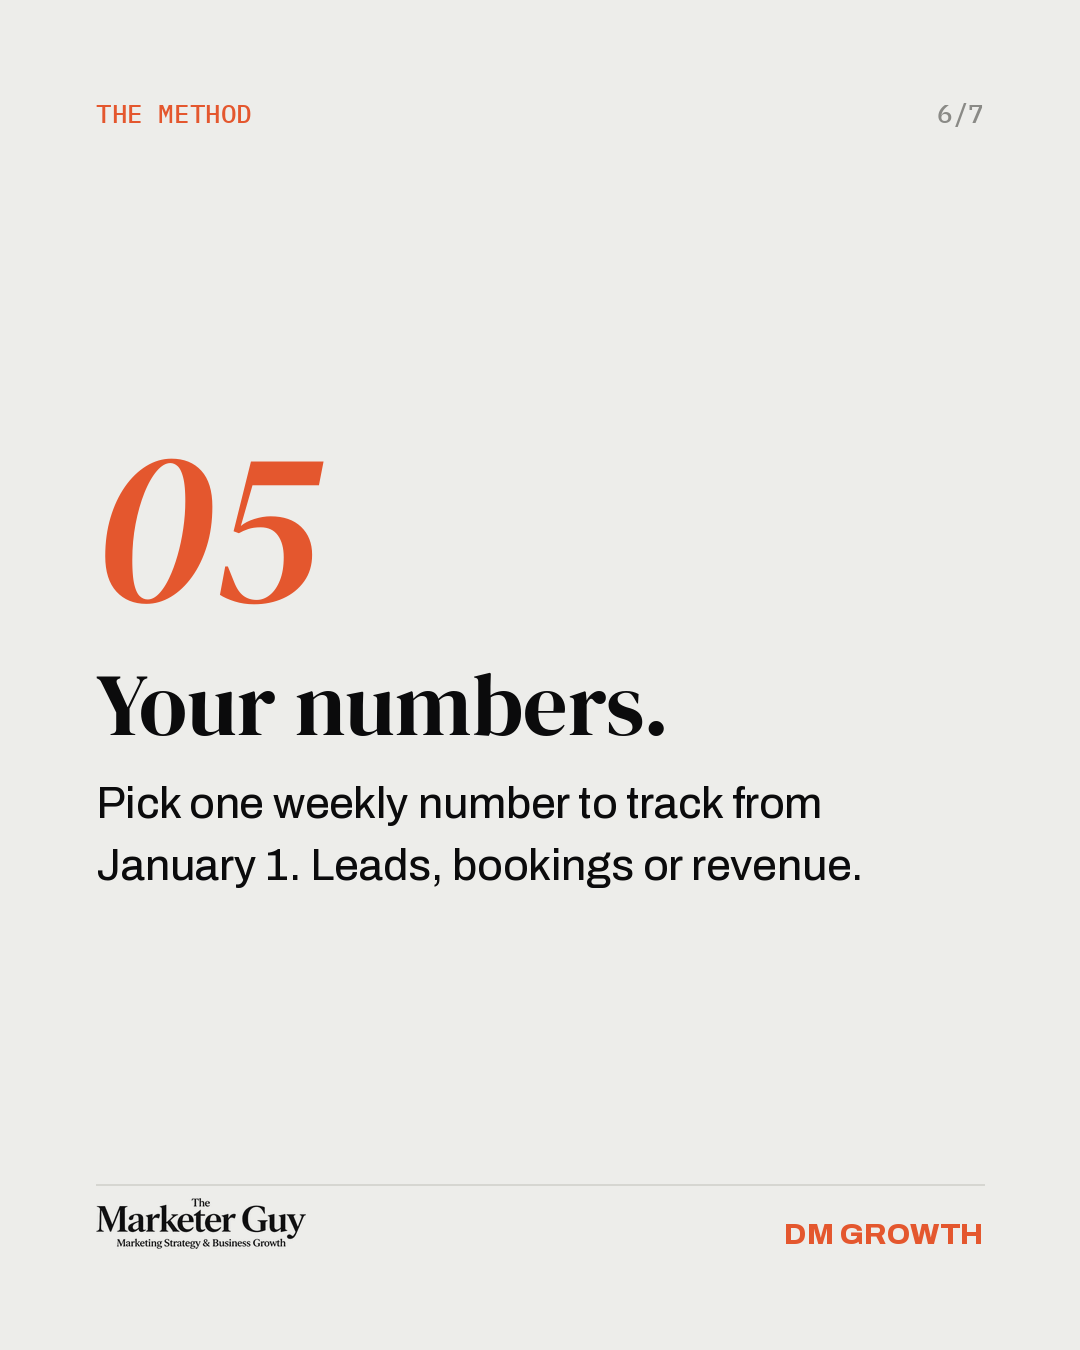 THE METHOD
6/7
05
Your numbers.
Pick one weekly number to track from
January 1. Leads, bookings or revenue.
The
Marketer Guy
Marketing Strategy & Business Growth
DM GROWTH